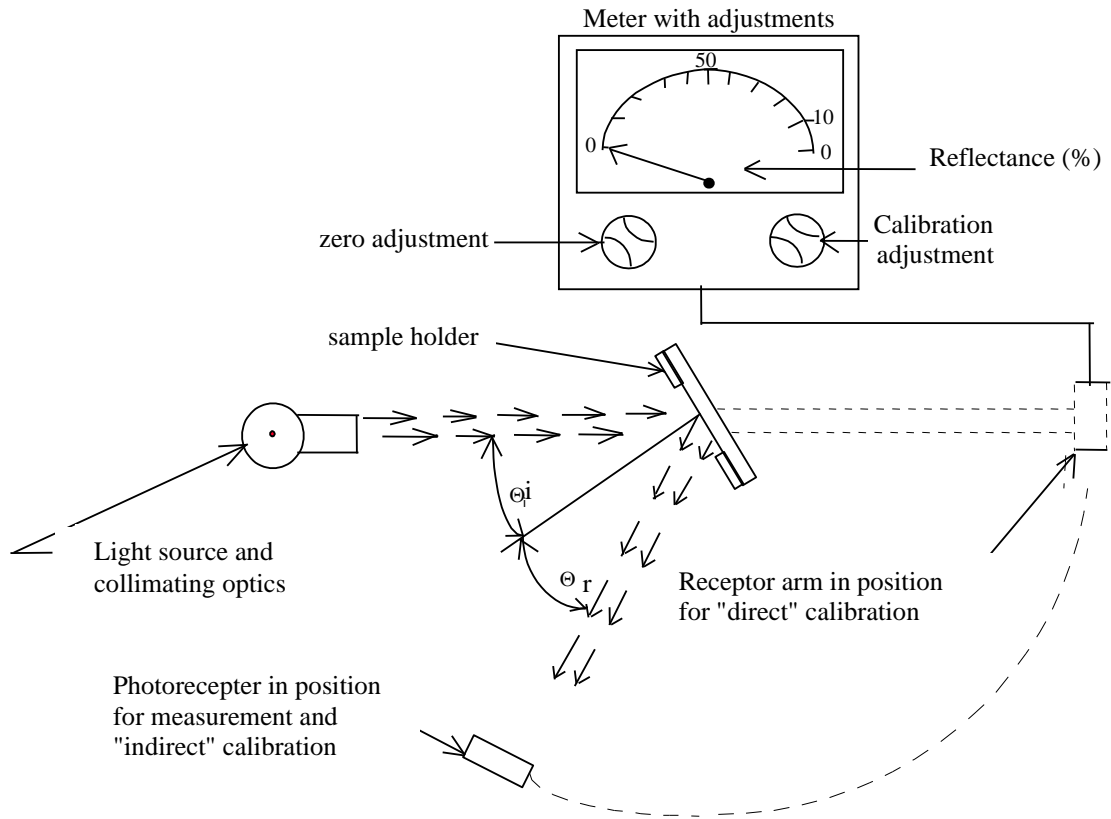 Meter with adjustments
50
10
0
0
Reflectance (%)
zero adjustment
Calibration
adjustment
sample holder
Θi i
Light source and
collimating optics
Θ r
Receptor arm in position
for "direct" calibration
Photorecepter in position
for measurement and
"indirect" calibration